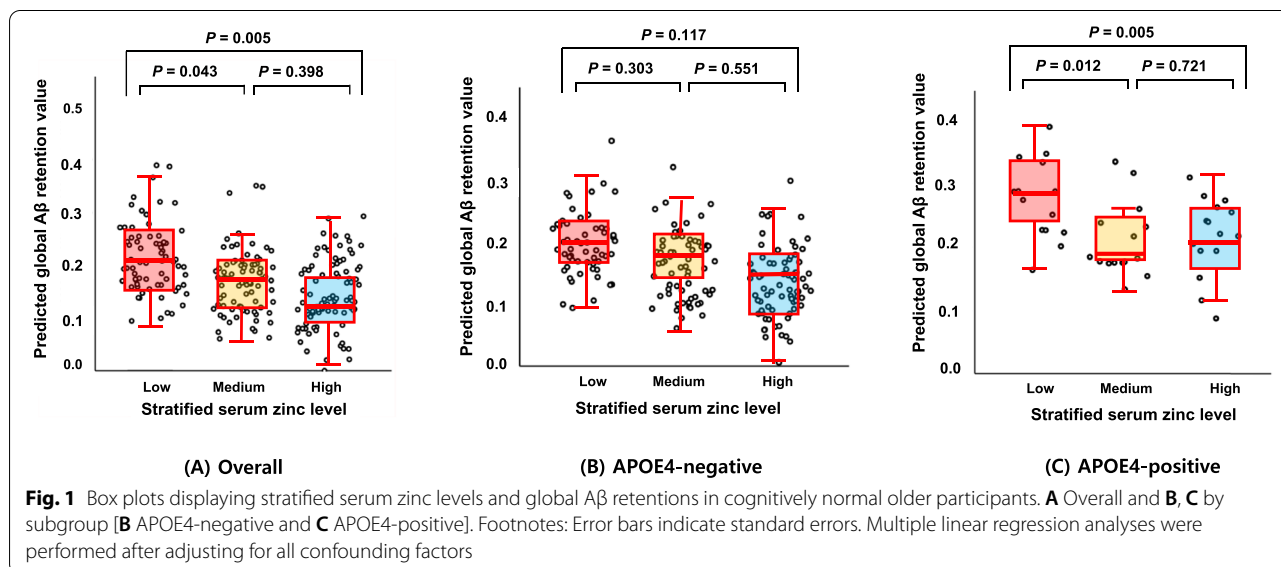 P = 0.005
P = 0.043
P = 0.398
Predicted global Aβ retention value
0.5
0.4
0.3
0.2
0.1
0.0
Low
Medium
High
Stratified serum zinc level
(A) Overall
P = 0.117
P = 0.303
P = 0.551
Predicted global Aβ retention value
0.4
0.3
0.2
0.1
0.0
Low
Medium
High
Stratified serum zinc level
(B) APOE4-negative
P = 0.005
P = 0.012
P = 0.721
Predicted global Aβ retention value
0.4
0.3
0.2
0.1
0.0
Low
Medium
High
Stratified serum zinc level
(C) APOE4-positive
Fig. 1 Box plots displaying stratified serum zinc levels and global Aβ retentions in cognitively normal older participants. A Overall and B, C by
subgroup [B APOE4-negative and C APOE4-positive]. Footnotes: Error bars indicate standard errors. Multiple linear regression analyses were
performed after adjusting for all confounding factors